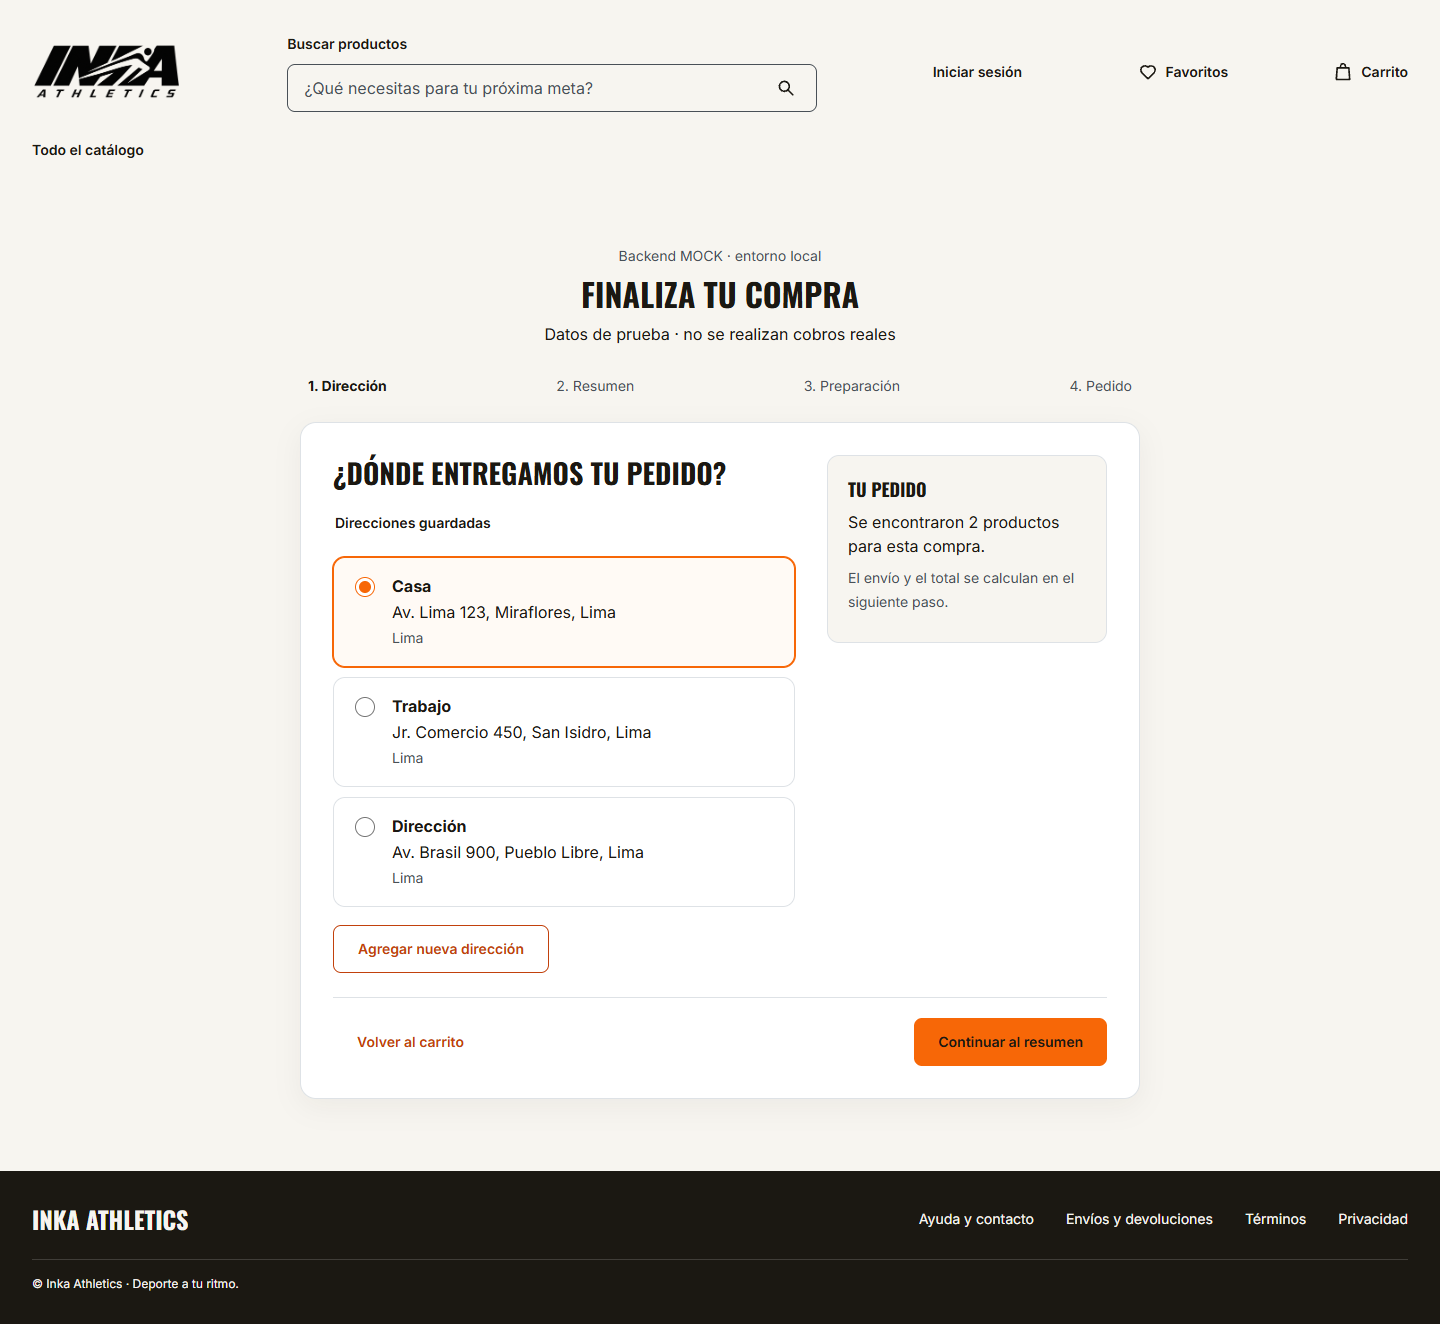 INKA
ATHLETICS
Buscar productos
¿Qué necesitas para tu próxima meta?
Iniciar sesión
Favoritos
Carrito
Todo el catálogo
Backend MOCK · entorno local
FINALIZA TU COMPRA
Datos de prueba · no se realizan cobros reales
1. Dirección
2. Resumen
3. Preparación
4. Pedido
¿DÓNDE ENTREGAMOS TU PEDIDO?
Direcciones guardadas
Casa
Av. Lima 123, Miraflores, Lima
Lima
Trabajo
Jr. Comercio 450, San Isidro, Lima
Lima
Dirección
Av. Brasil 900, Pueblo Libre, Lima
Lima
Agregar nueva dirección
TU PEDIDO
Se encontraron 2 productos
para esta compra.
El envío y el total se calculan en el
siguiente paso.
Volver al carrito
Continuar al resumen
INKA ATHLETICS
Ayuda y contacto
Envíos y devoluciones
Términos
Privacidad
© Inka Athletics · Deporte a tu ritmo.